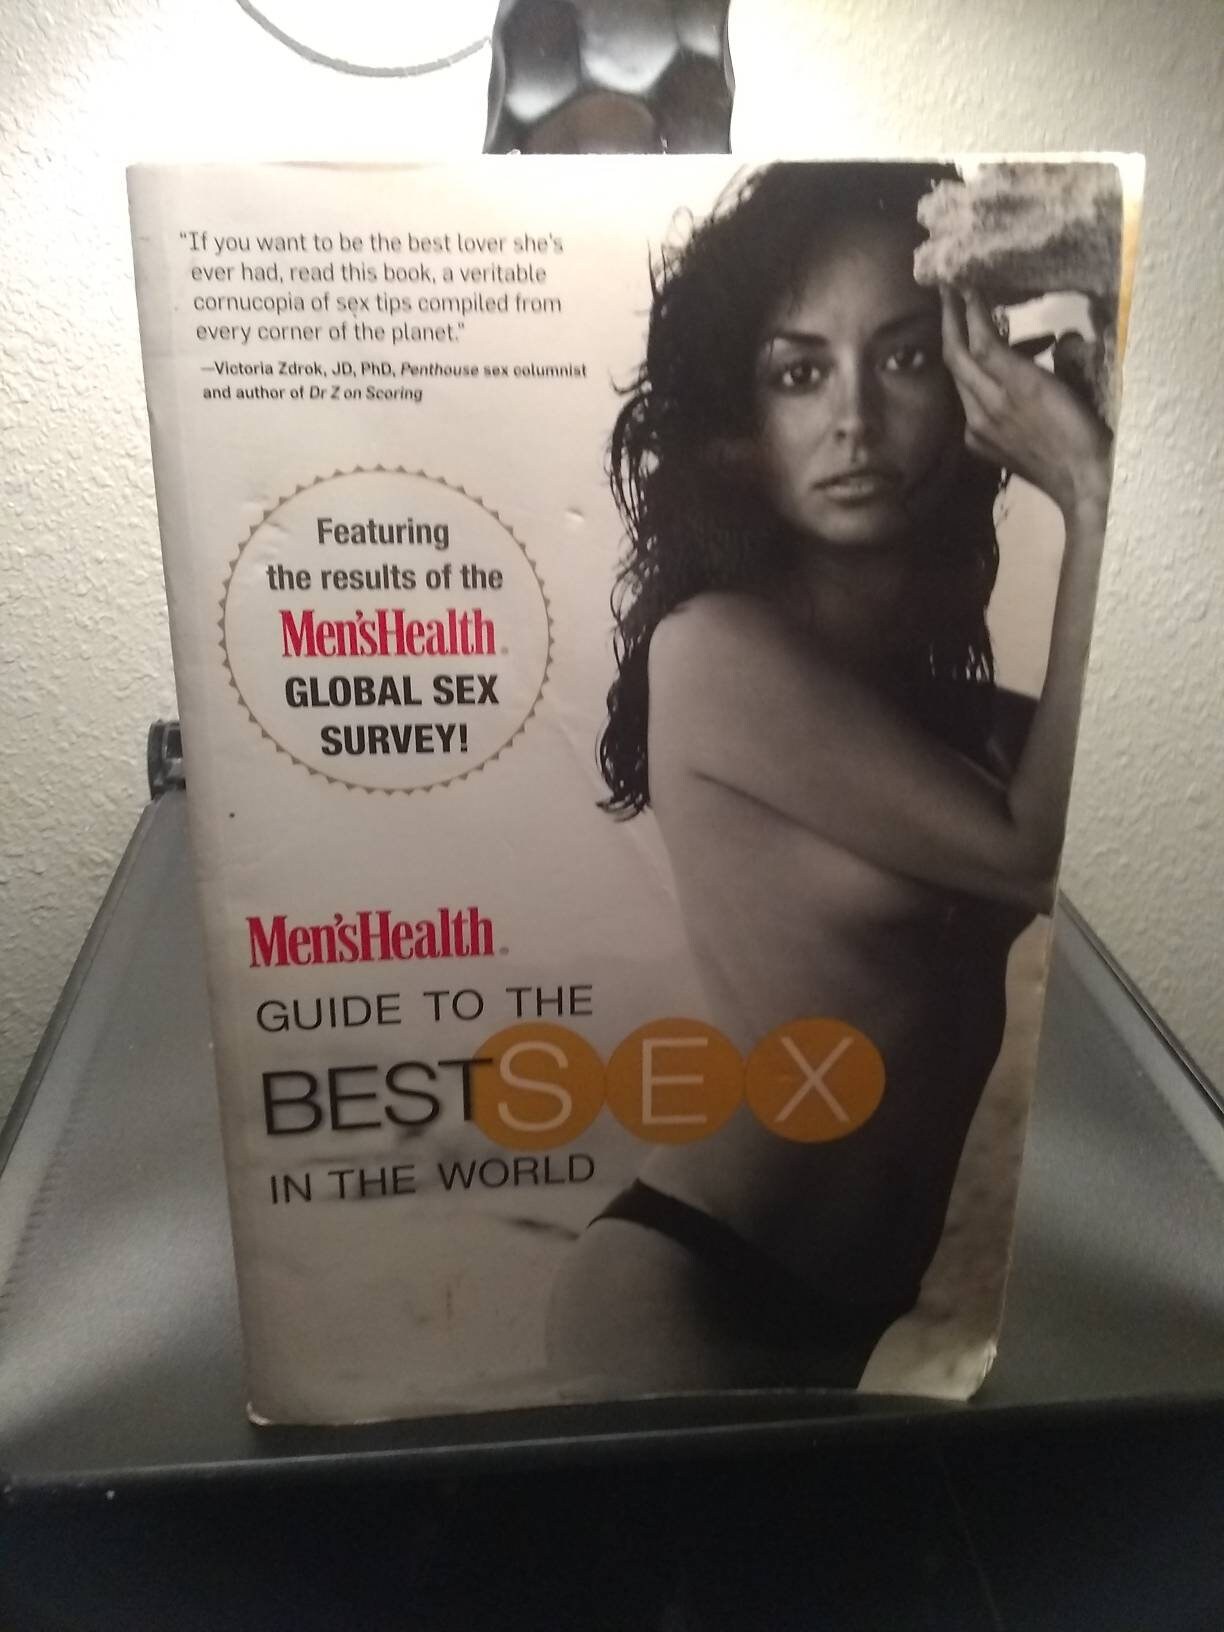 "If you want to be the best lover she's
ever had, read this book, a veritable
cornucopia of sex tips compiled from
every corner of the planet."
—Victoria Zdrok, JD, PhD, Penthouse sex columnist
and author of Dr Z on Scoring
Featuring
the results of the
Men'sHealth®
GLOBAL SEX
SURVEY!
Men'sHealth®
GUIDE TO THE
BEST SEX
IN THE WORLD